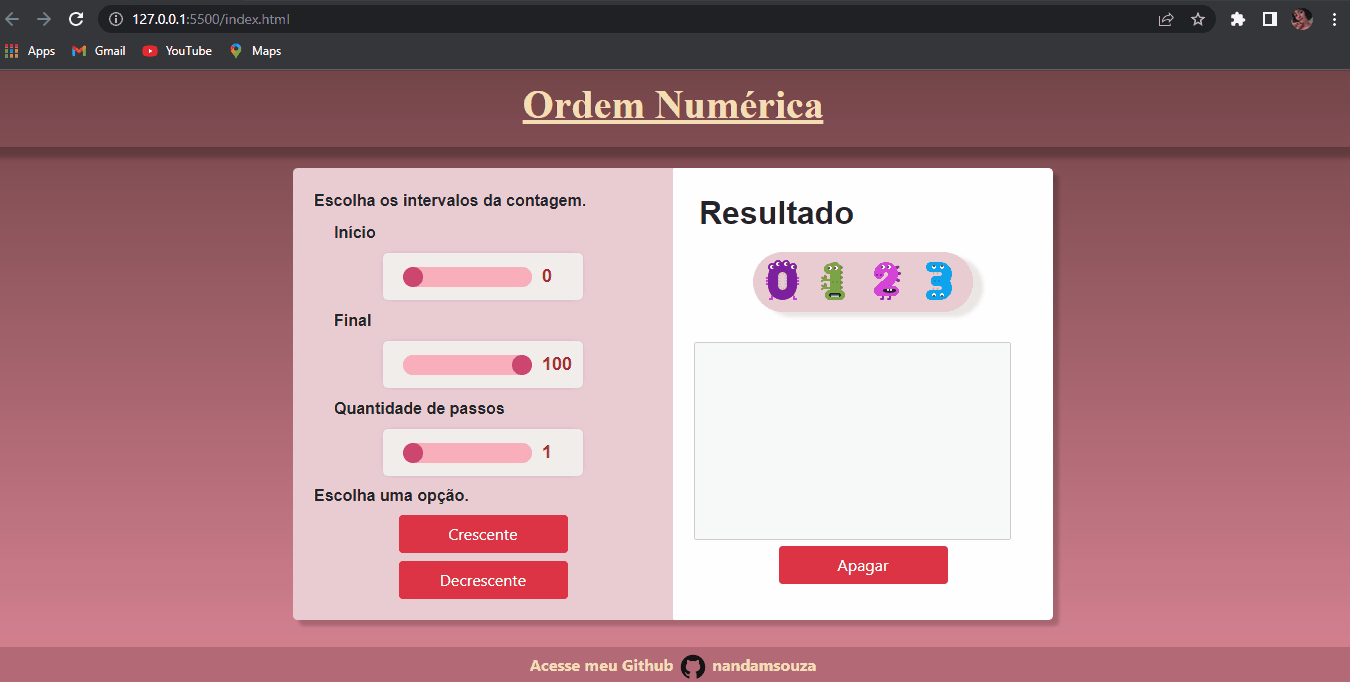 127.0.0.1:5500/index.html
Apps Gmail YouTube Maps
Ordem Numérica
Escolha os intervalos da contagem.
Início
0
Final
100
Quantidade de passos
1
Escolha uma opção.
Crescente
Decrescente
Resultado
0 1 2 3
Apagar
Acesse meu Github nandamsouza